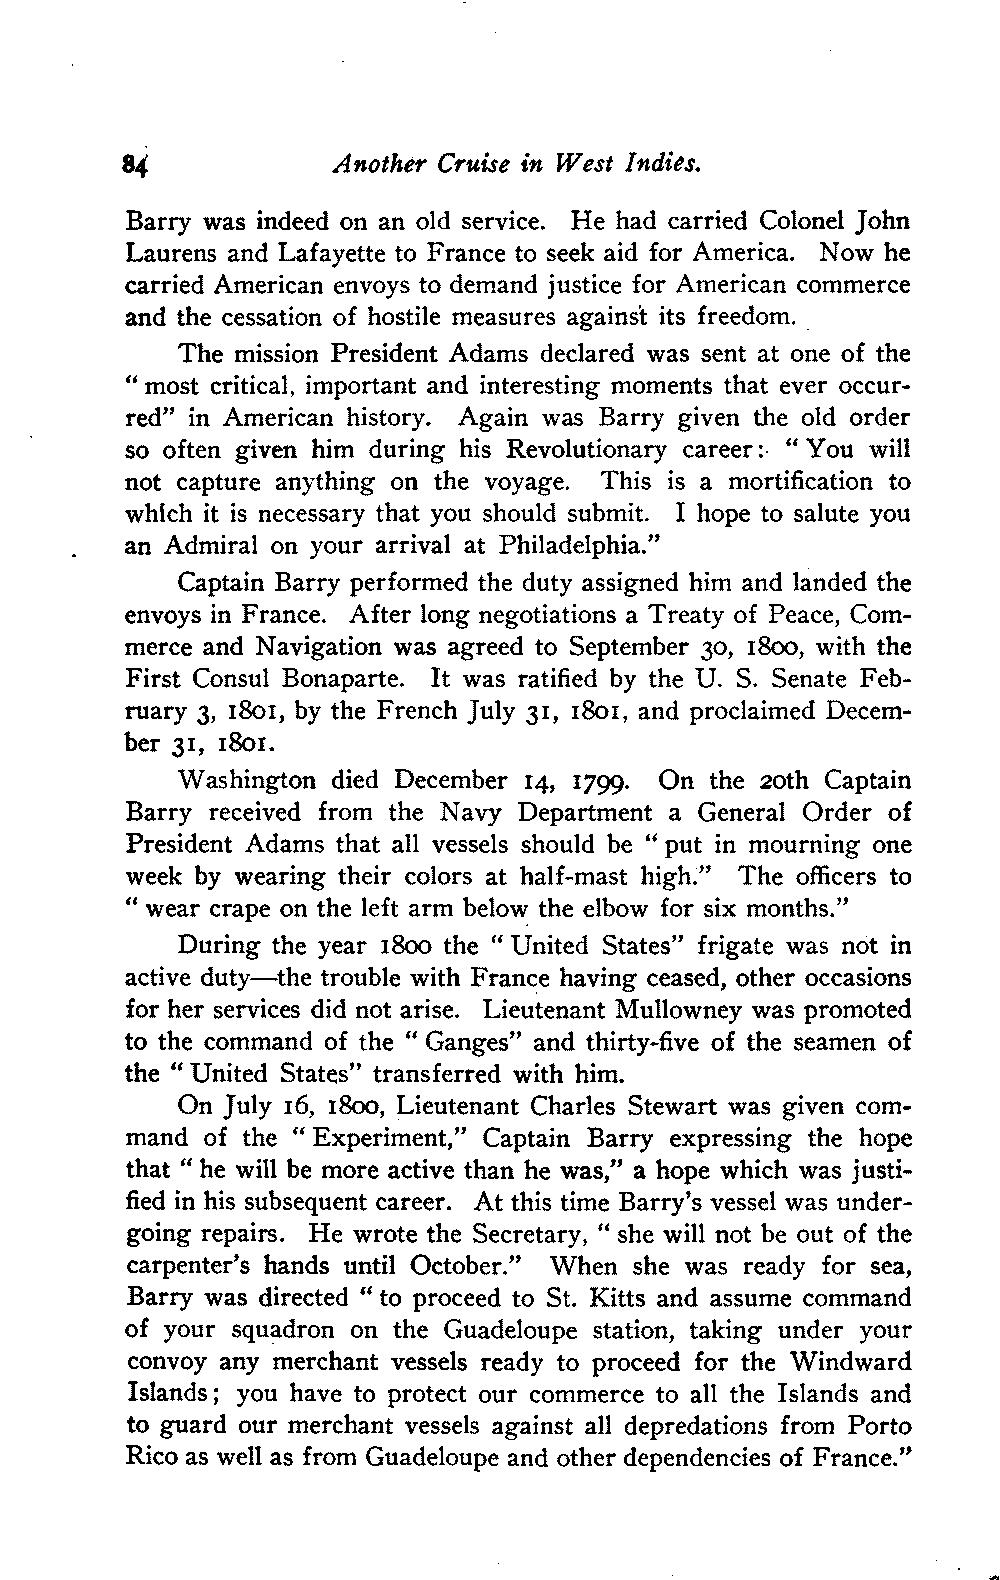 84 Another Cruise in West Indies.
Barry was indeed on an old service. He had carried Colonel John
Laurens and Lafayette to France to seek aid for America. Now he
carried American envoys to demand justice for American commerce
and the cessation of hostile measures against its freedom.
The mission President Adams declared was sent at one of the
" most critical, important and interesting moments that ever occur-
red" in American history. Again was Barry given the old order
so often given him during his Revolutionary career: " You will
not capture anything on the voyage. This is a mortification to
which it is necessary that you should submit. I hope to salute you
an Admiral on your arrival at Philadelphia."
Captain Barry performed the duty assigned him and landed the
envoys in France. After long negotiations a Treaty of Peace, Com-
merce and Navigation was agreed to September 30, 1800, with the
First Consul Bonaparte. It was ratified by the U. S. Senate Feb-
ruary 3, 1801, by the French July 31, 1801, and proclaimed Decem-
ber 31, 1801.
Washington died December 14, 1799. On the 20th Captain
Barry received from the Navy Department a General Order of
President Adams that all vessels should be " put in mourning one
week by wearing their colors at half-mast high." The officers to
" wear crape on the left arm below the elbow for six months."
During the year 1800 the " United States" frigate was not in
active duty—the trouble with France having ceased, other occasions
for her services did not arise. Lieutenant Mullowney was promoted
to the command of the " Ganges" and thirty-five of the seamen of
the " United States" transferred with him.
On July 16, 1800, Lieutenant Charles Stewart was given com-
mand of the " Experiment," Captain Barry expressing the hope
that " he will be more active than he was," a hope which was justi-
fied in his subsequent career. At this time Barry's vessel was under-
going repairs. He wrote the Secretary, " she will not be out of the
carpenter's hands until October." When she was ready for sea,
Barry was directed " to proceed to St. Kitts and assume command
of your squadron on the Guadeloupe station, taking under your
convoy any merchant vessels ready to proceed for the Windward
Islands; you have to protect our commerce to all the Islands and
to guard our merchant vessels against all depredations from Porto
Rico as well as from Guadeloupe and other dependencies of France."